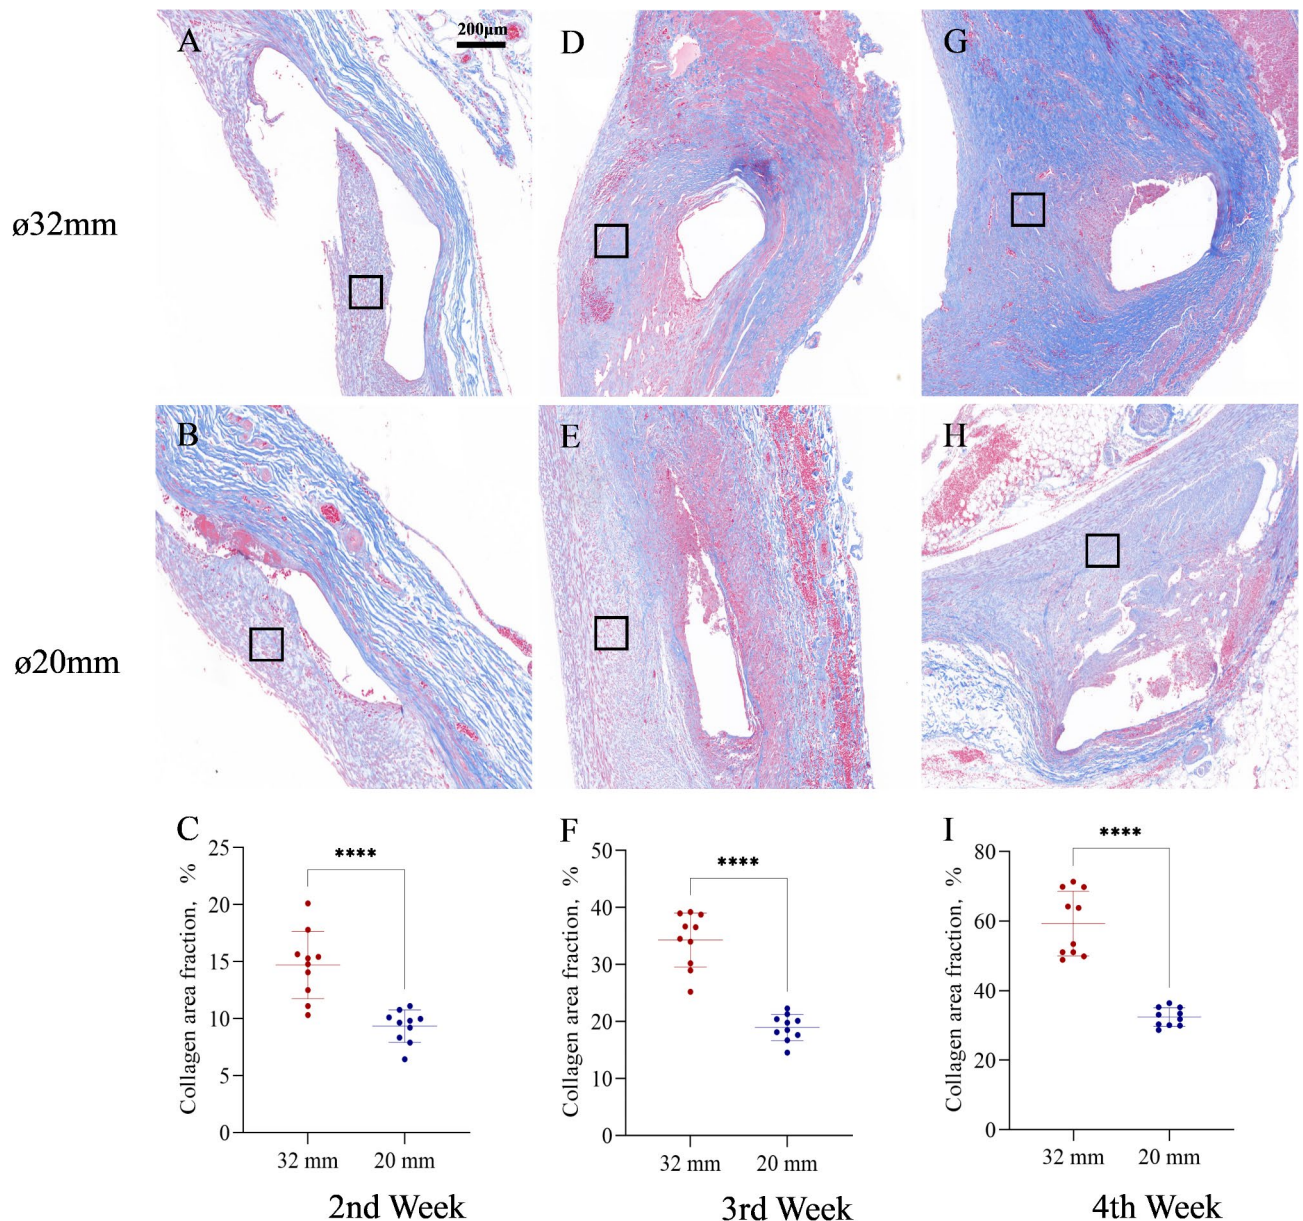 A
200μm
D
G
ø32mm
B
E
H
ø20mm
C
Collagen area fraction, %
25
20
15
10
5
0
****
32 mm
20 mm
2nd Week
F
Collagen area fraction, %
50
40
30
20
10
0
****
32 mm
20 mm
3rd Week
I
Collagen area fraction, %
80
60
40
20
0
****
32 mm
20 mm
4th Week